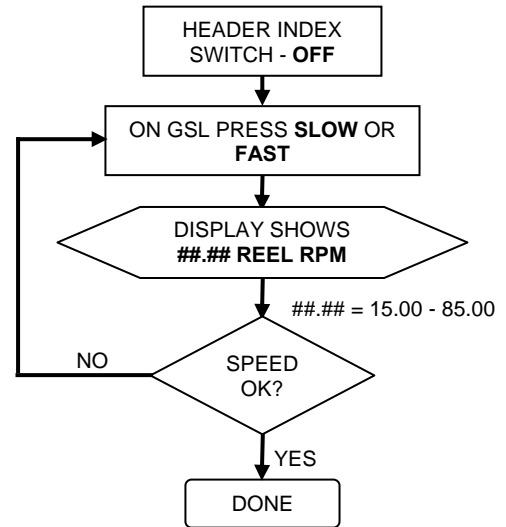 HEADER INDEX
SWITCH - OFF
ON GSL PRESS SLOW OR
FAST
DISPLAY SHOWS
##.## REEL RPM
##.## = 15.00 - 85.00
NO
SPEED
OK?
YES
DONE